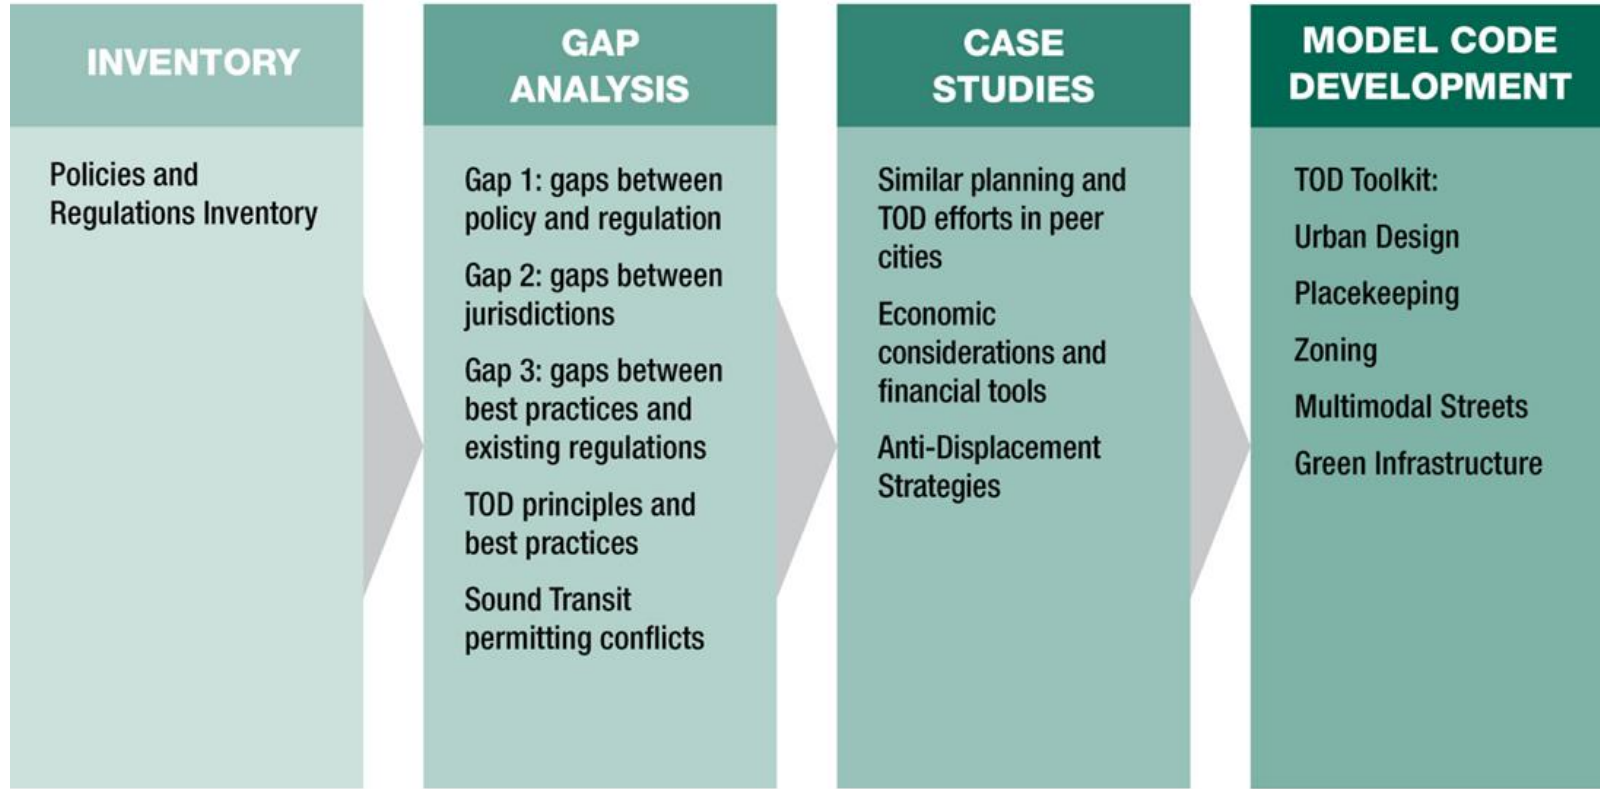 INVENTORY
Policies and
Regulations Inventory
GAP
ANALYSIS
Gap 1: gaps between
policy and regulation
Gap 2: gaps between
jurisdictions
Gap 3: gaps between
best practices and
existing regulations
TOD principles and
best practices
Sound Transit
permitting conflicts
CASE
STUDIES
Similar planning and
TOD efforts in peer
cities
Economic
considerations and
financial tools
Anti-Displacement
Strategies
MODEL CODE
DEVELOPMENT
TOD Toolkit:
Urban Design
Placekeeping
Zoning
Multimodal Streets
Green Infrastructure